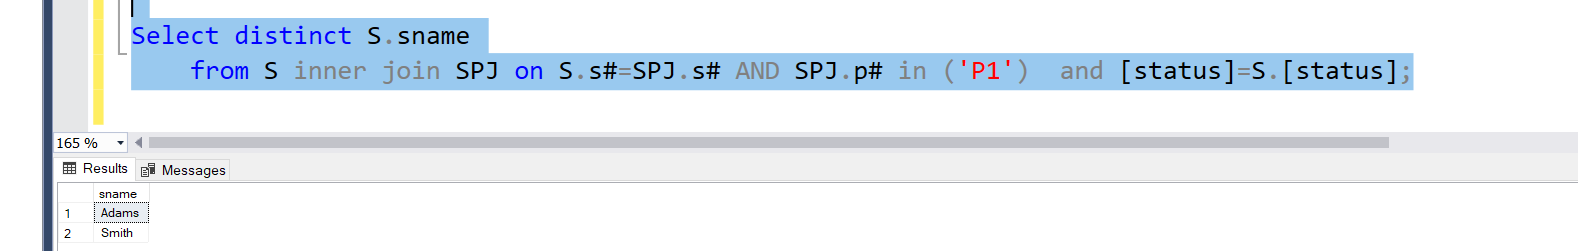 Select distinct S.sname
from S inner join SPJ on S.s#=SPJ.s# AND SPJ.p# in ('P1')  and [status]=S.[status];
165 %
Results Messages
sname
1 Adams
2 Smith